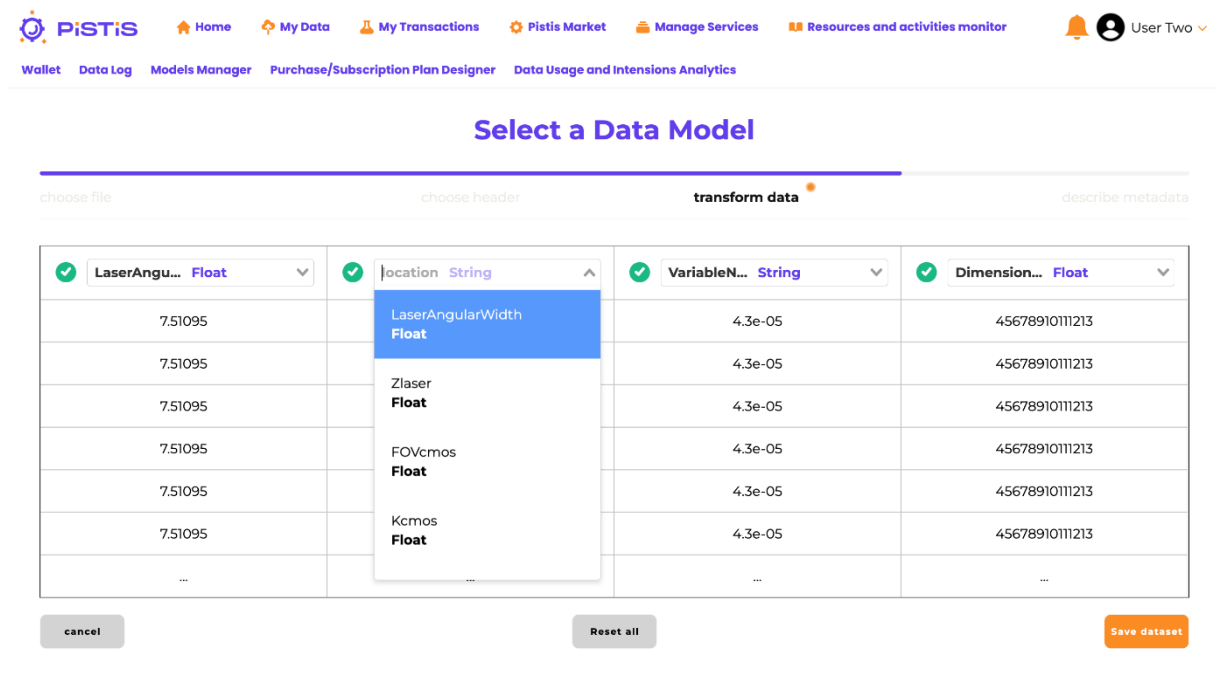 PiSTiS Home My Data My Transactions Pistis Market Manage Services Resources and activities monitor User Two
Wallet Data Log Models Manager Purchase/Subscription Plan Designer Data Usage and Intensions Analytics
Select a Data Model
choose file choose header transform data describe metadata
LaserAngu... Float location String VariableN... String Dimension... Float
LaserAngularWidth
Float
Zlaser
Float
FOVcmos
Float
Kcmos
Float
7.51095 4.3e-05 45678910111213
7.51095 4.3e-05 45678910111213
7.51095 4.3e-05 45678910111213
7.51095 4.3e-05 45678910111213
7.51095 4.3e-05 45678910111213
7.51095 4.3e-05 45678910111213
... ... ... ...
cancel Reset all Save dataset